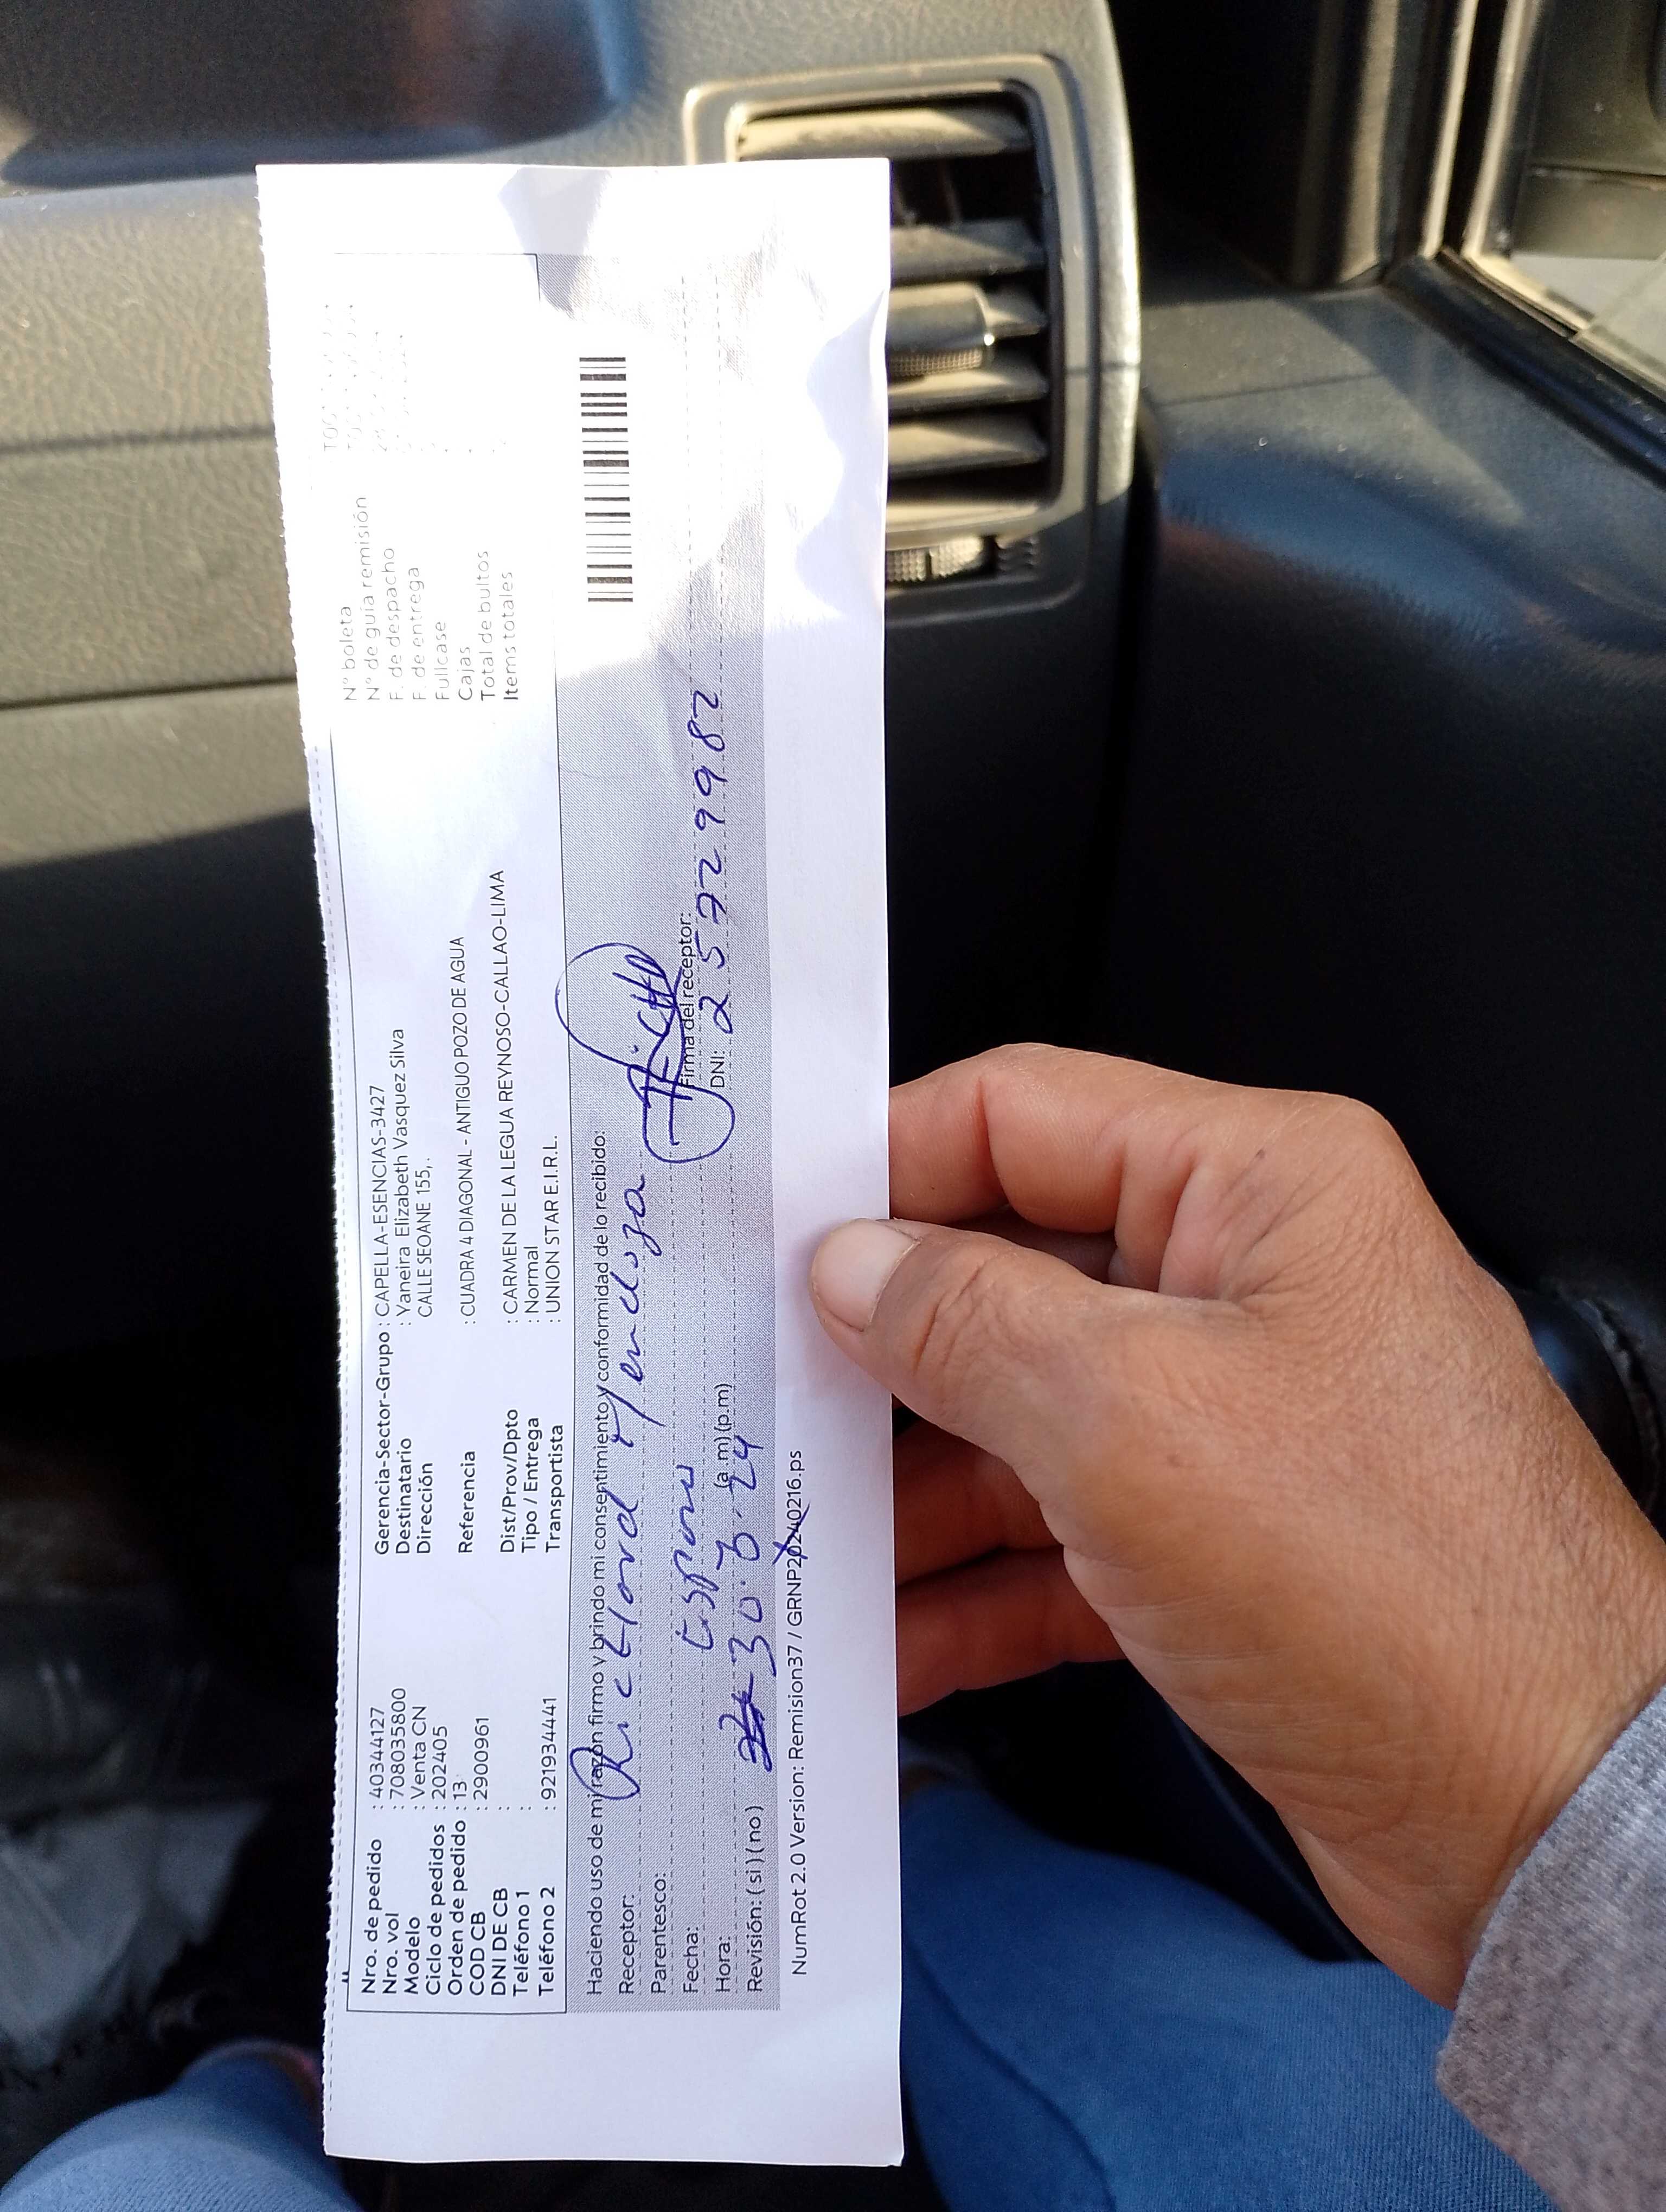 Nro. de pedido : 40344127
Nro. vol : 708035800
Modelo : Venta CN
Ciclo de pedidos : 202405
Orden de pedido : 13
COD CB : 2900961
DNI DE CB :
Teléfono 1 :
Teléfono 2 : 921934441
Gerencia-Sector-Grupo : CAPELLA-ESENCIAS-3427
Destinatario : Yaneira Elizabeth Vasquez Silva
Dirección CALLE SEOANE 155,.
Referencia : CUADRA 4 DIAGONAL - ANTIGUO POZO DE AGUA
Dist/Prov/Dpto : CARMEN DE LA LEGUA REYNOSO-CALLAO-LIMA
Tipo / Entrega : Normal
Transportista : UNION STAR E.I.R.L.
N° boleta
N° de guía remisión
F. de despacho
F. de entrega
Fullcase
Cajas
Total de bultos
Items totales
Haciendo uso de mi razón firmo y brindo mi consentimiento y conformidad de lo recibido:
Receptor: Richard Mendoza
Parentesco: Esposo
Fecha: 30.3.24
Hora: (a.m) (p.m)
Revisión: ( si ) ( no )
Firma del receptor:
DNI: 25729982
NumRot 2.0 Version: Remision37 / GRNP20240216.ps